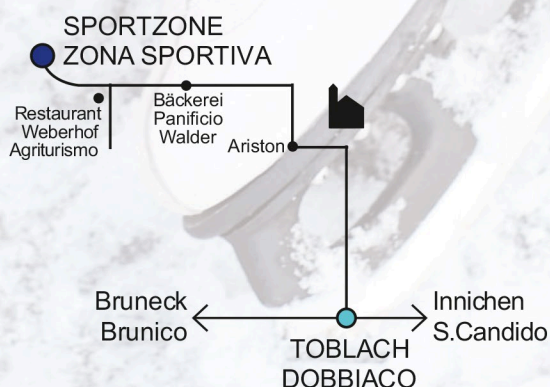 SPORTZONE
ZONA SPORTIVA
Restaurant
Weberhof
Agriturismo
Bäckerei
Panificio
Walder
Ariston
Bruneck
Brunico
Innichen
S.Candido
TOBLACH
DOBBIACO